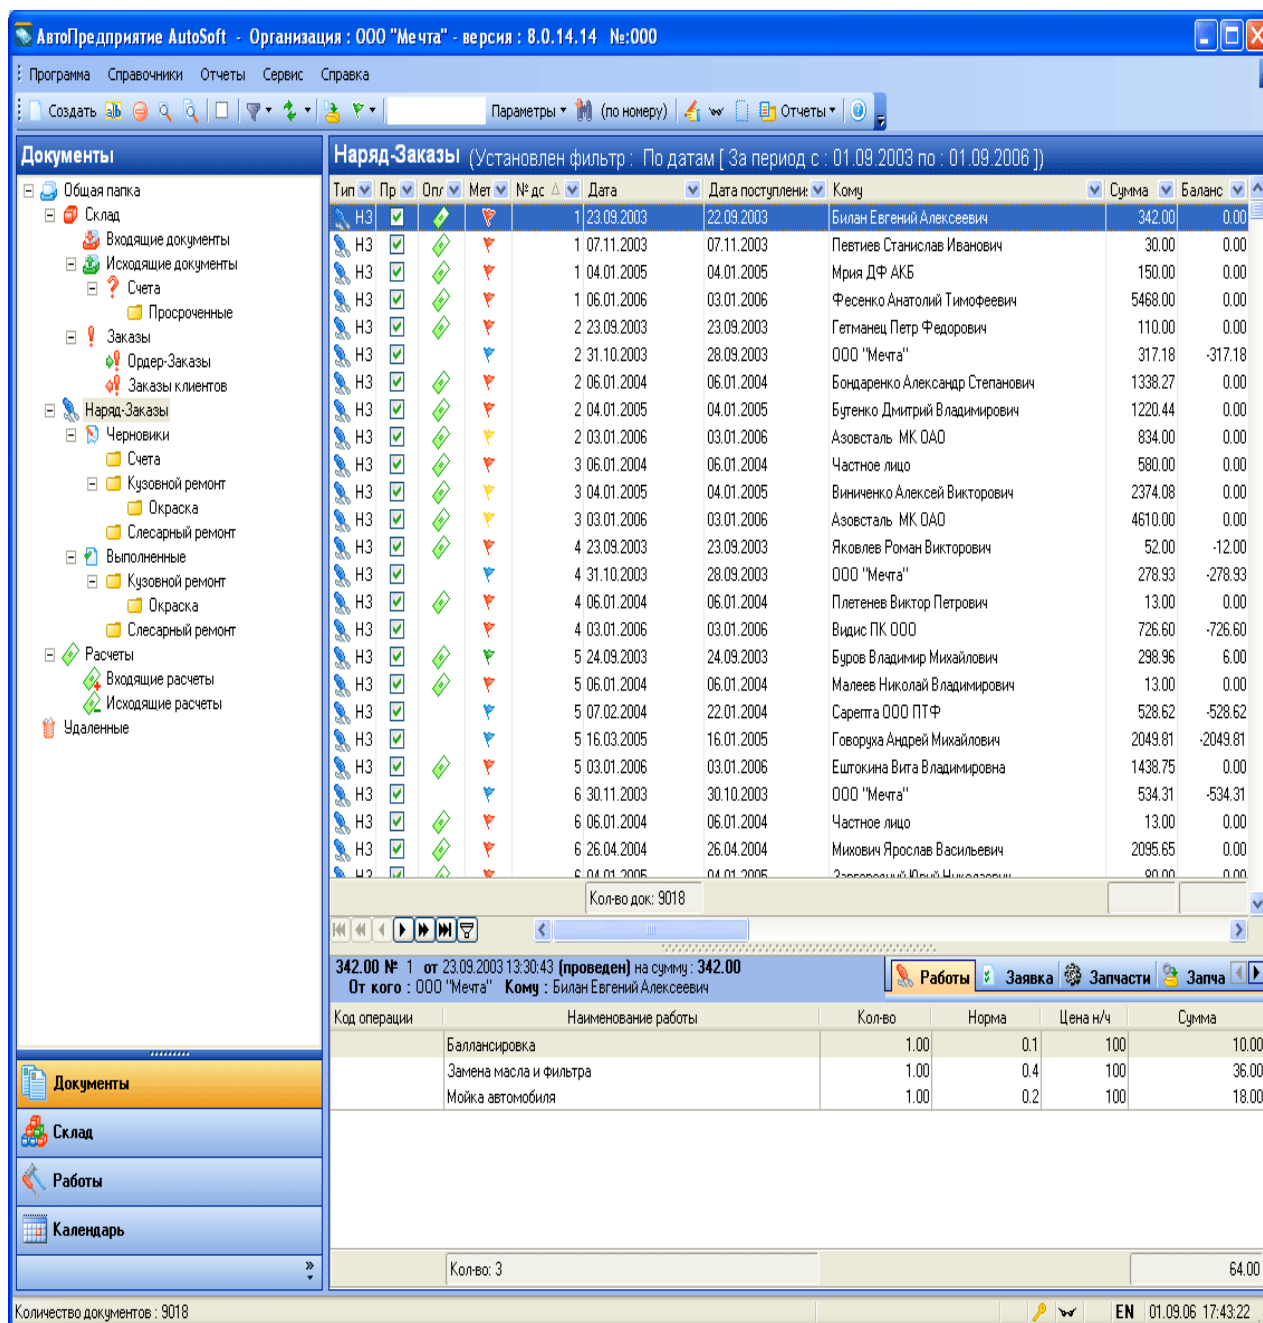 АвтоПредприятие AutoSoft - Организация : ООО "Мечта" - версия : 8.0.14.14 №:000
Программа Справочники Отчеты Сервис Справка
Создать Параметры (по номеру) Отчеты
Документы
Общая папка
Склад
Входящие документы
Исходящие документы
Счета
Просроченные
Заказы
Ордер-Заказы
Заказы клиентов
Наряд-Заказы
Черновики
Счета
Кузовной ремонт
Окраска
Слесарный ремонт
Выполненные
Кузовной ремонт
Окраска
Слесарный ремонт
Расчеты
Входящие расчеты
Исходящие расчеты
Удаленные
Документы
Склад
Работы
Календарь
Наряд-Заказы (Установлен фильтр : По датам [ За период с : 01.09.2003 по : 01.09.2006 ])
Тип Пр Опл Мет № дс Дата Дата поступлени: Кому Сумма Баланс
НЗ 1 23.09.2003 22.09.2003 Билан Евгений Алексеевич 342.00 0.00
НЗ 1 07.11.2003 07.11.2003 Певтиев Станислав Иванович 30.00 0.00
НЗ 1 04.01.2005 04.01.2005 Мрия ДФ АКБ 150.00 0.00
НЗ 1 06.01.2006 03.01.2006 Фесенко Анатолий Тимофеевич 5468.00 0.00
НЗ 2 23.09.2003 23.09.2003 Гетманец Петр Федорович 110.00 0.00
НЗ 2 31.10.2003 28.09.2003 ООО "Мечта" 317.18 -317.18
НЗ 2 06.01.2004 06.01.2004 Бондаренко Александр Степанович 1338.27 0.00
НЗ 2 04.01.2005 04.01.2005 Бутенко Дмитрий Владимирович 1220.44 0.00
НЗ 2 03.01.2006 03.01.2006 Азовсталь МК ОАО 834.00 0.00
НЗ 3 06.01.2004 06.01.2004 Частное лицо 580.00 0.00
НЗ 3 04.01.2005 04.01.2005 Виниченко Алексей Викторович 2374.08 0.00
НЗ 3 03.01.2006 03.01.2006 Азовсталь МК ОАО 4610.00 0.00
НЗ 4 23.09.2003 23.09.2003 Яковлев Роман Викторович 52.00 -12.00
НЗ 4 31.10.2003 28.09.2003 ООО "Мечта" 278.93 -278.93
НЗ 4 06.01.2004 06.01.2004 Плетенев Виктор Петрович 13.00 0.00
НЗ 4 03.01.2006 03.01.2006 Видис ПК ООО 726.60 -726.60
НЗ 5 24.09.2003 24.09.2003 Буров Владимир Михайлович 298.96 6.00
НЗ 5 06.01.2004 06.01.2004 Малеев Николай Владимирович 13.00 0.00
НЗ 5 07.02.2004 22.01.2004 Сарепта ООО ПТФ 528.62 -528.62
НЗ 5 16.03.2005 16.01.2005 Говоруха Андрей Михайлович 2049.81 -2049.81
НЗ 5 03.01.2006 03.01.2006 Ештокина Вита Владимировна 1438.75 0.00
НЗ 6 30.11.2003 30.10.2003 ООО "Мечта" 534.31 -534.31
НЗ 6 06.01.2004 06.01.2004 Частное лицо 13.00 0.00
НЗ 6 26.04.2004 26.04.2004 Михович Ярослав Васильевич 2095.65 0.00
НЗ 6 04.01.2005 04.01.2005 Юрий Николаевич 80.00 0.00
Кол-во док: 9018
342.00 № 1 от 23.09.2003 13:30:43 (проведен) на сумму : 342.00
От кого : ООО "Мечта" Кому : Билан Евгений Алексеевич
Работы Заявка Запчасти Запча
Код операции Наименование работы Кол-во Норма Цена н/ч Сумма
Баллансировка 1.00 0.1 100 10.00
Замена масла и фильтра 1.00 0.4 100 36.00
Мойка автомобиля 1.00 0.2 100 18.00
Кол-во: 3 64.00
Количество документов : 9018 EN 01.09.06 17:43:22